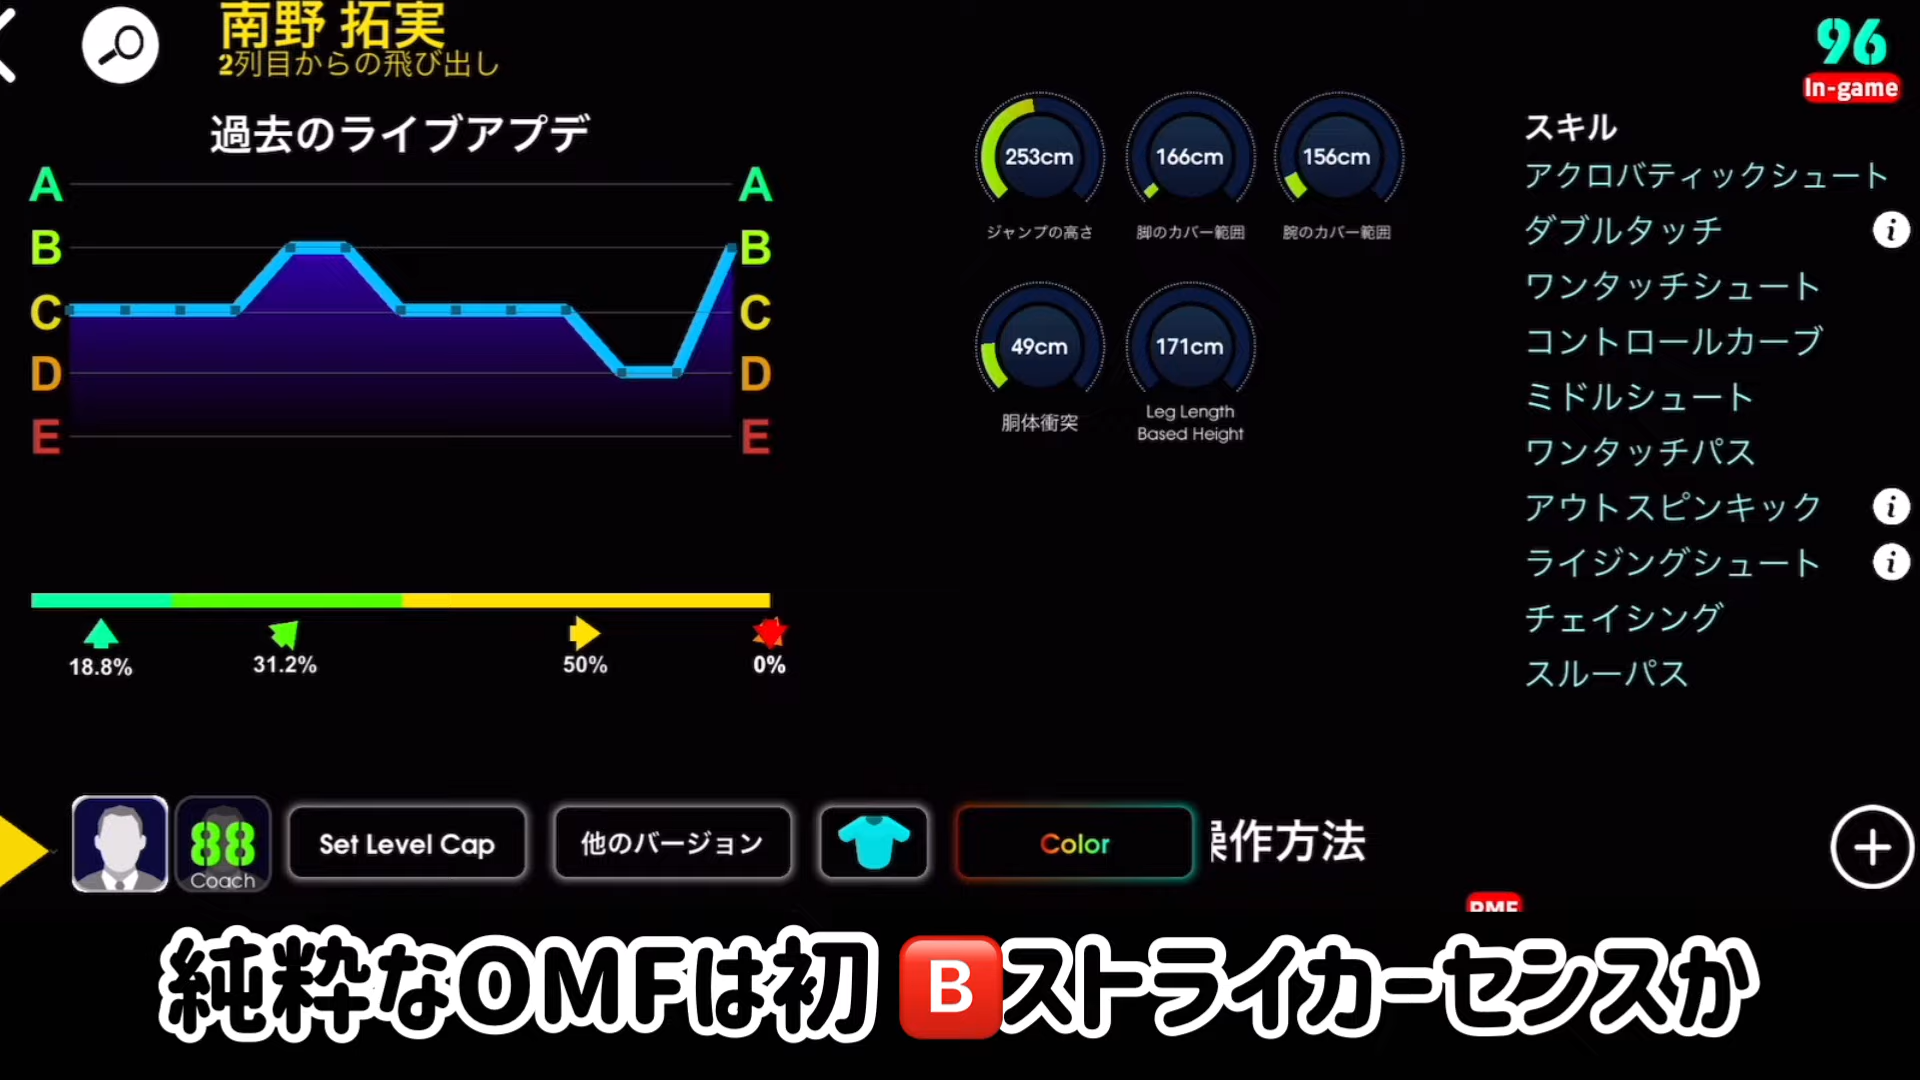 南野 拓実
2列目からの飛び出し
96
In-game
過去のライブアプデ
A A
B B
C C
D D
E E
253cm
166cm
156cm
ジャンプの高さ
脚のカバー範囲
腕のカバー範囲
49cm
171cm
胴体衝突
Leg Length
Based Height
スキル
アクロバティックシュート
ダブルタッチ
ワンタッチシュート
コントロールカーブ
ミドルシュート
ワンタッチパス
アウトスピンキック
ライジングシュート
チェイシング
スルーパス
18.8%
31.2%
50%
0%
88
Coach
Set Level Cap
他のバージョン
Color
操作方法
純粋なOMFは初 Bストライカーセンスか